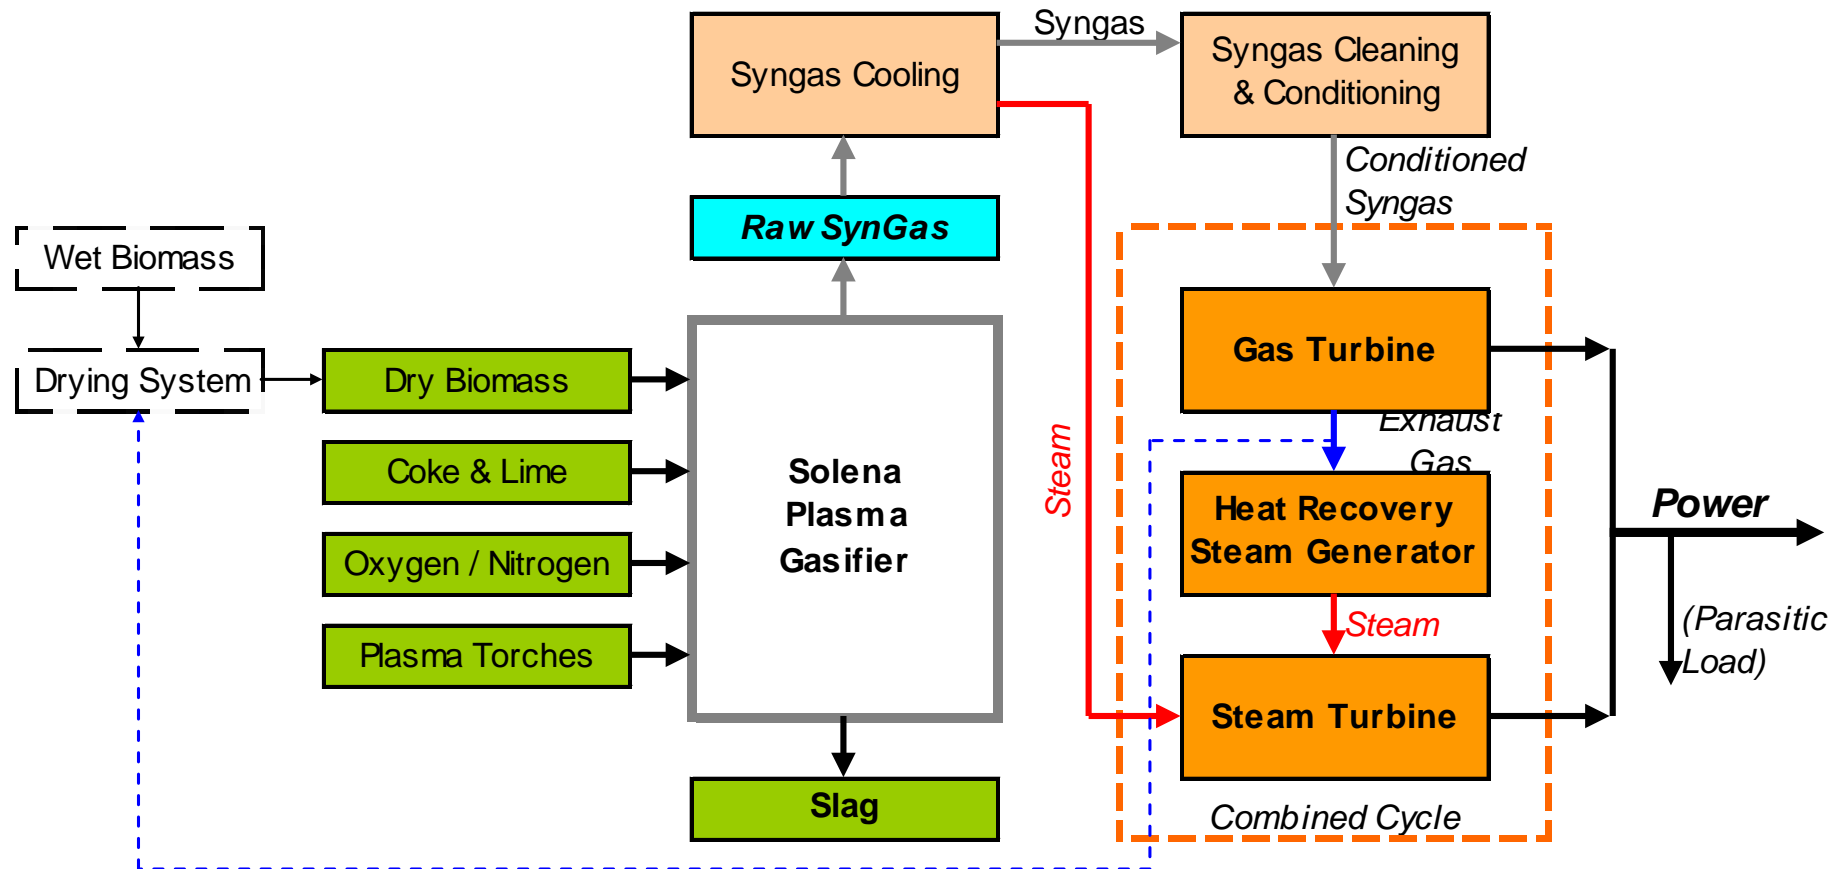 Syngas
Syngas Cooling
Syngas Cleaning
& Conditioning
Conditioned
Syngas
Raw SynGas
Wet Biomass
Drying System
Dry Biomass
Coke & Lime
Oxygen / Nitrogen
Plasma Torches
Solena
Plasma
Gasifier
Slag
Steam
Gas Turbine
Exhaust
Gas
Heat Recovery
Steam Generator
Steam
Steam Turbine
Combined Cycle
Power
(Parasitic
Load)